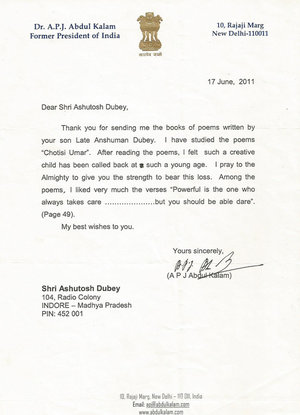 Dr. A.P.J. Abdul Kalam
Former President of India
10, Rajaji Marg
New Delhi-110011
17 June, 2011
Dear Shri Ashutosh Dubey,
Thank you for sending me the books of poems written by
your son Late Anshuman Dubey. I have studied the poems
"Chotisi Umar". After reading the poems, I felt such a creative
child has been called back at such a young age. I pray to the
Almighty to give you the strength to bear this loss. Among the
poems, I liked very much the verses "Powerful is the one who
always takes care .....................but you should be able dare".
(Page 49).
My best wishes to you.
Yours sincerely,
(A P J Abdul Kalam)
Shri Ashutosh Dubey
104, Radio Colony
INDORE – Madhya Pradesh
PIN: 452 001
10, Rajaji Marg, New Delhi - 110 011, India
Email: apj@abdulkalam.com
www.abdulkalam.com